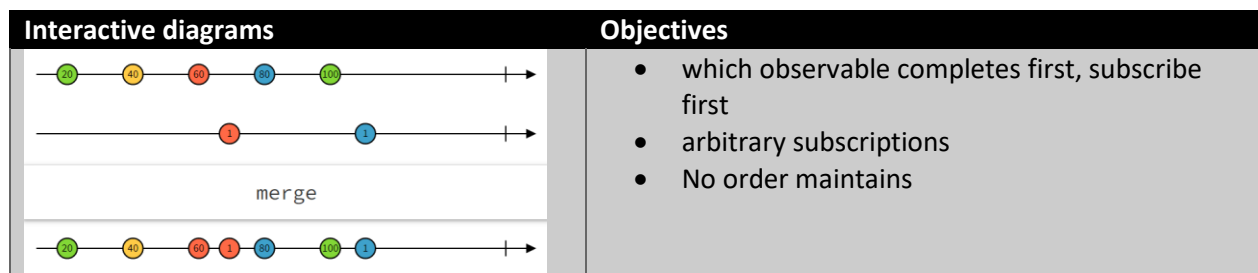 Interactive diagrams
Objectives
20 40 60 80 100
1 1
merge
20 40 60 1 80 100 1
• which observable completes first, subscribe
first
• arbitrary subscriptions
• No order maintains